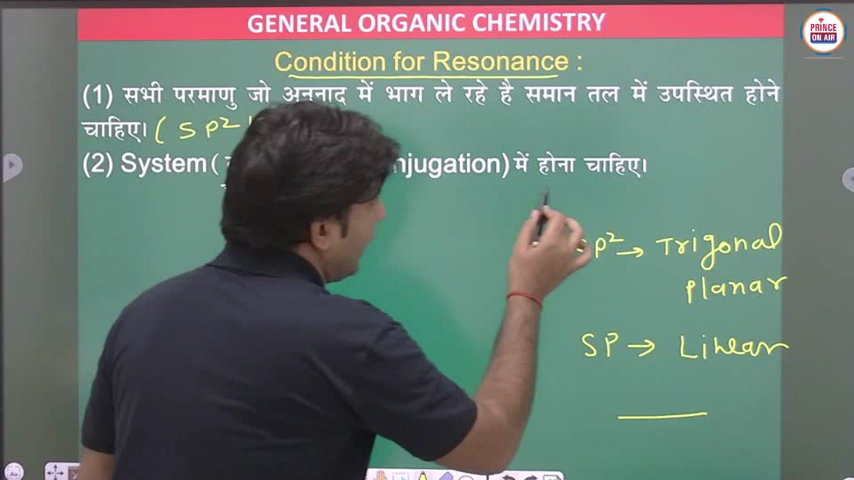 GENERAL ORGANIC CHEMISTRY
PRINCE
ON AIR
Condition for Resonance :
(1) सभी परमाणु जो अनुनाद में भाग ले रहे है समान तल में उपस्थित होने
चाहिए। ( SP²
(2) System ( njugation) में होना चाहिए।
SP² → Trigonal
planar
SP → Linear